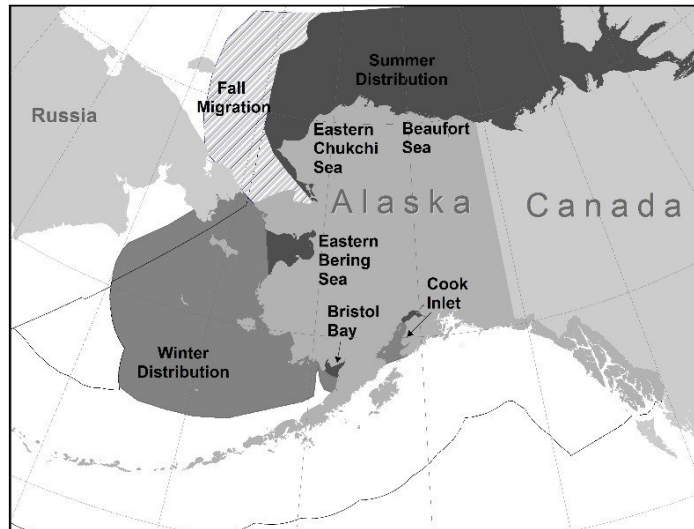 Summer
Distribution
Fall
Migration
Russia
Eastern
Chukchi
Sea
Beaufort
Sea
Alaska
Canada
Eastern
Bering
Sea
Cook
Inlet
Bristol
Bay
Winter
Distribution